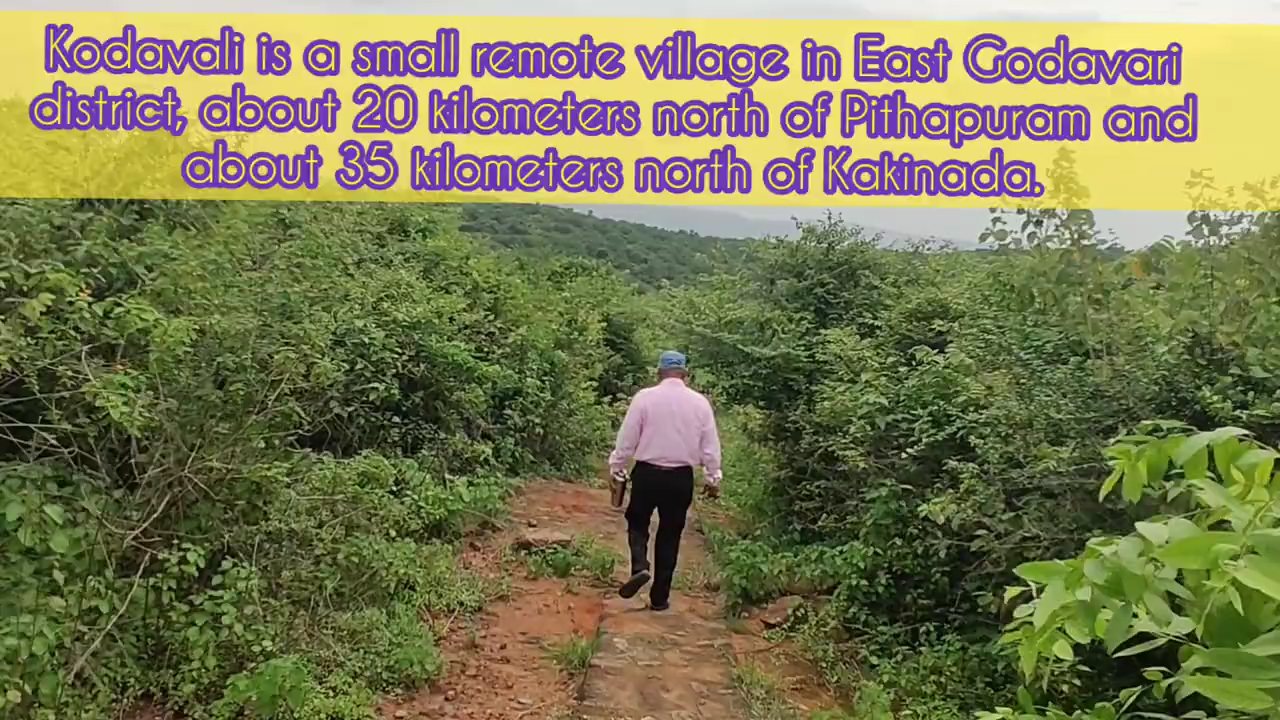 Kodavali is a small remote village in East Godavari
district, about 20 kilometers north of Pithapuram and
about 35 kilometers north of Kakinada.